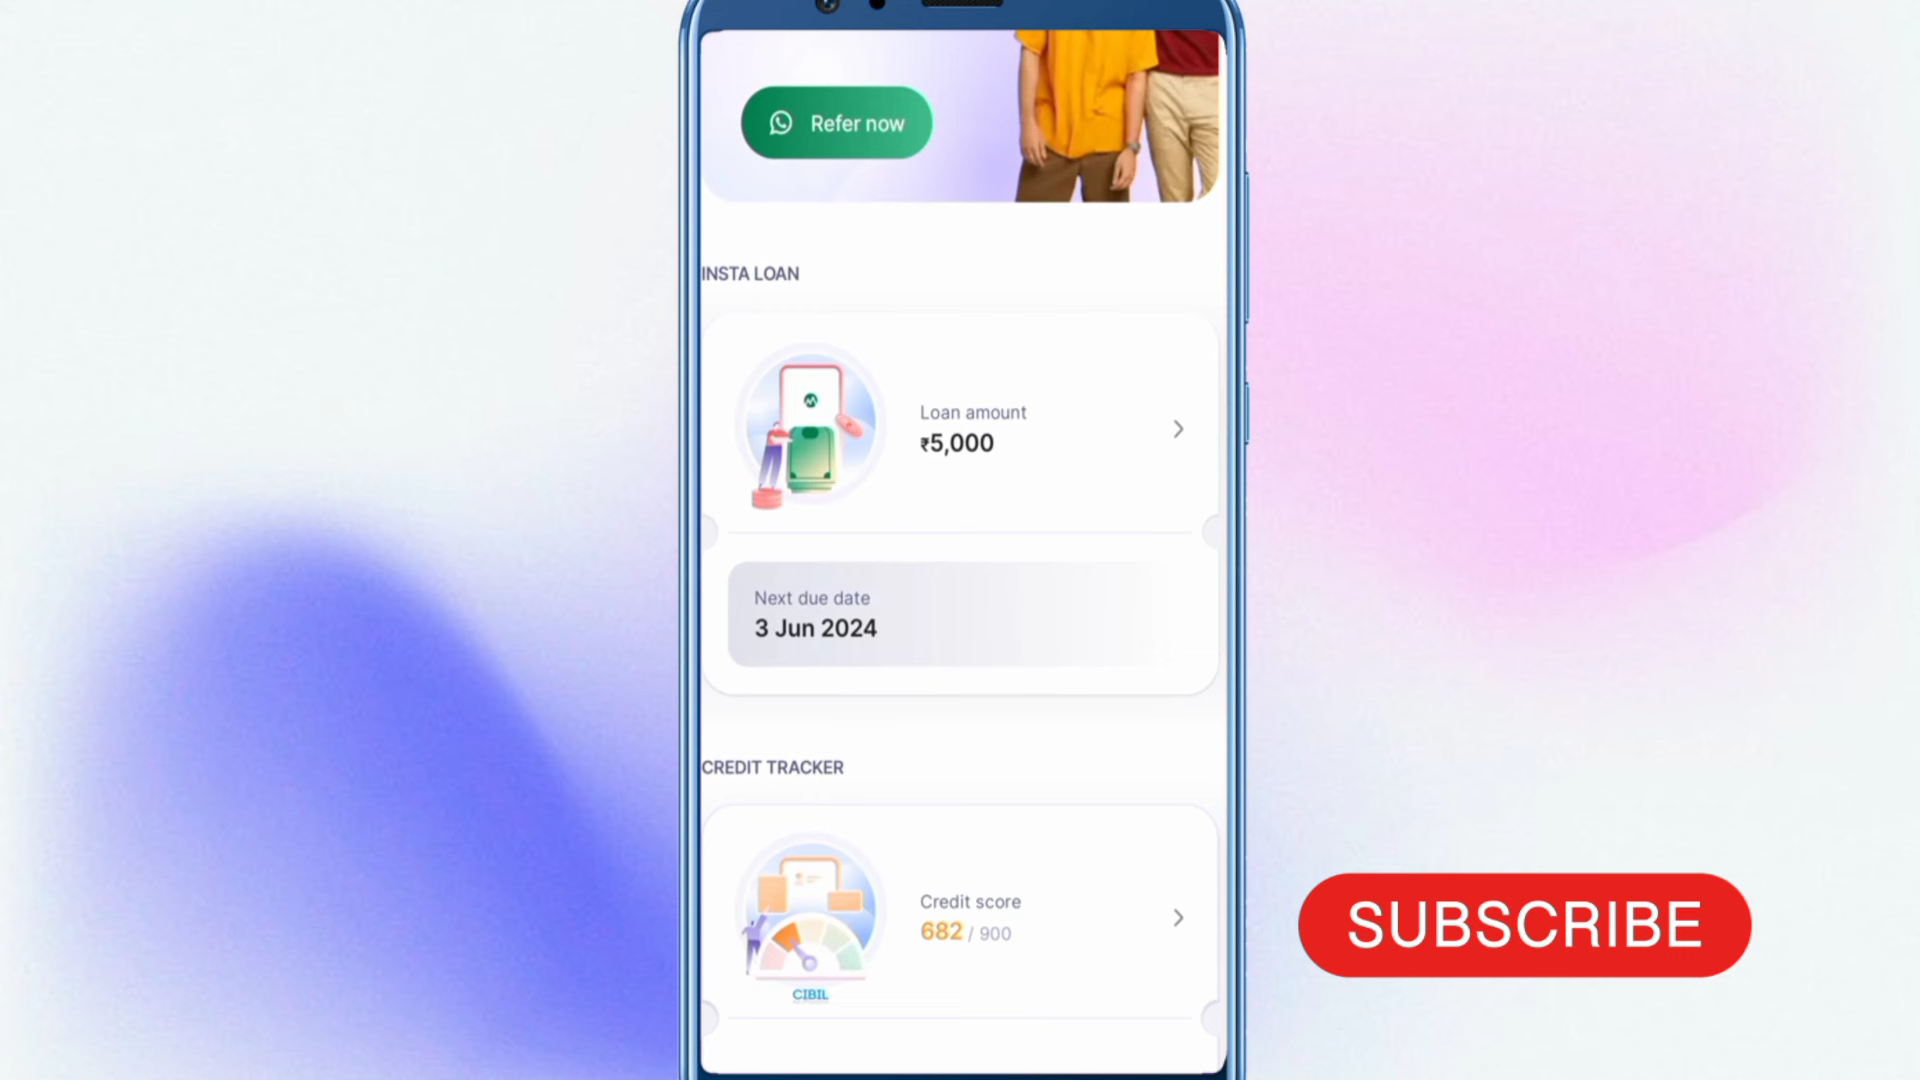 Refer now
INSTA LOAN
Loan amount
₹5,000
Next due date
3 Jun 2024
CREDIT TRACKER
Credit score
682 / 900
CIBIL
SUBSCRIBE